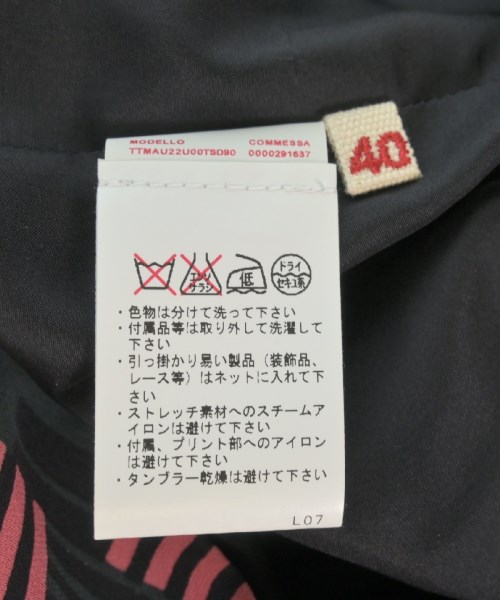 MODELLO COMMESSA
TTMAU22U00TSD90 0000291637
40
エンソ
サラシ
低
ドライ
セキユ系
・色物は分けて洗って下さい
・付属品等は取り外して洗濯して
下さい
・引っ掛かり易い製品（装飾品、
レース等）はネットに入れて下
さい
・ストレッチ素材へのスチームア
イロンは避けて下さい
・付属、プリント部へのアイロン
は避けて下さい
・タンブラー乾燥は避けて下さい
L07